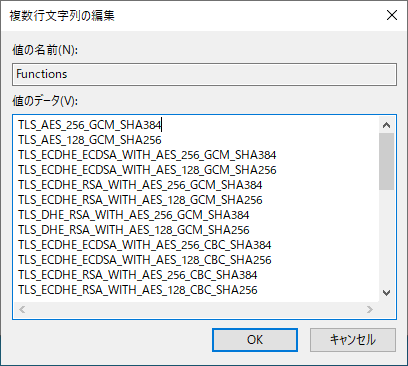 複数行文字列の編集
値の名前(N):
Functions
値のデータ(V):
TLS_AES_256_GCM_SHA384
TLS_AES_128_GCM_SHA256
TLS_ECDHE_ECDSA_WITH_AES_256_GCM_SHA384
TLS_ECDHE_ECDSA_WITH_AES_128_GCM_SHA256
TLS_ECDHE_RSA_WITH_AES_256_GCM_SHA384
TLS_ECDHE_RSA_WITH_AES_128_GCM_SHA256
TLS_DHE_RSA_WITH_AES_256_GCM_SHA384
TLS_DHE_RSA_WITH_AES_128_GCM_SHA256
TLS_ECDHE_ECDSA_WITH_AES_256_CBC_SHA384
TLS_ECDHE_ECDSA_WITH_AES_128_CBC_SHA256
TLS_ECDHE_RSA_WITH_AES_256_CBC_SHA384
TLS_ECDHE_RSA_WITH_AES_128_CBC_SHA256
OK
キャンセル